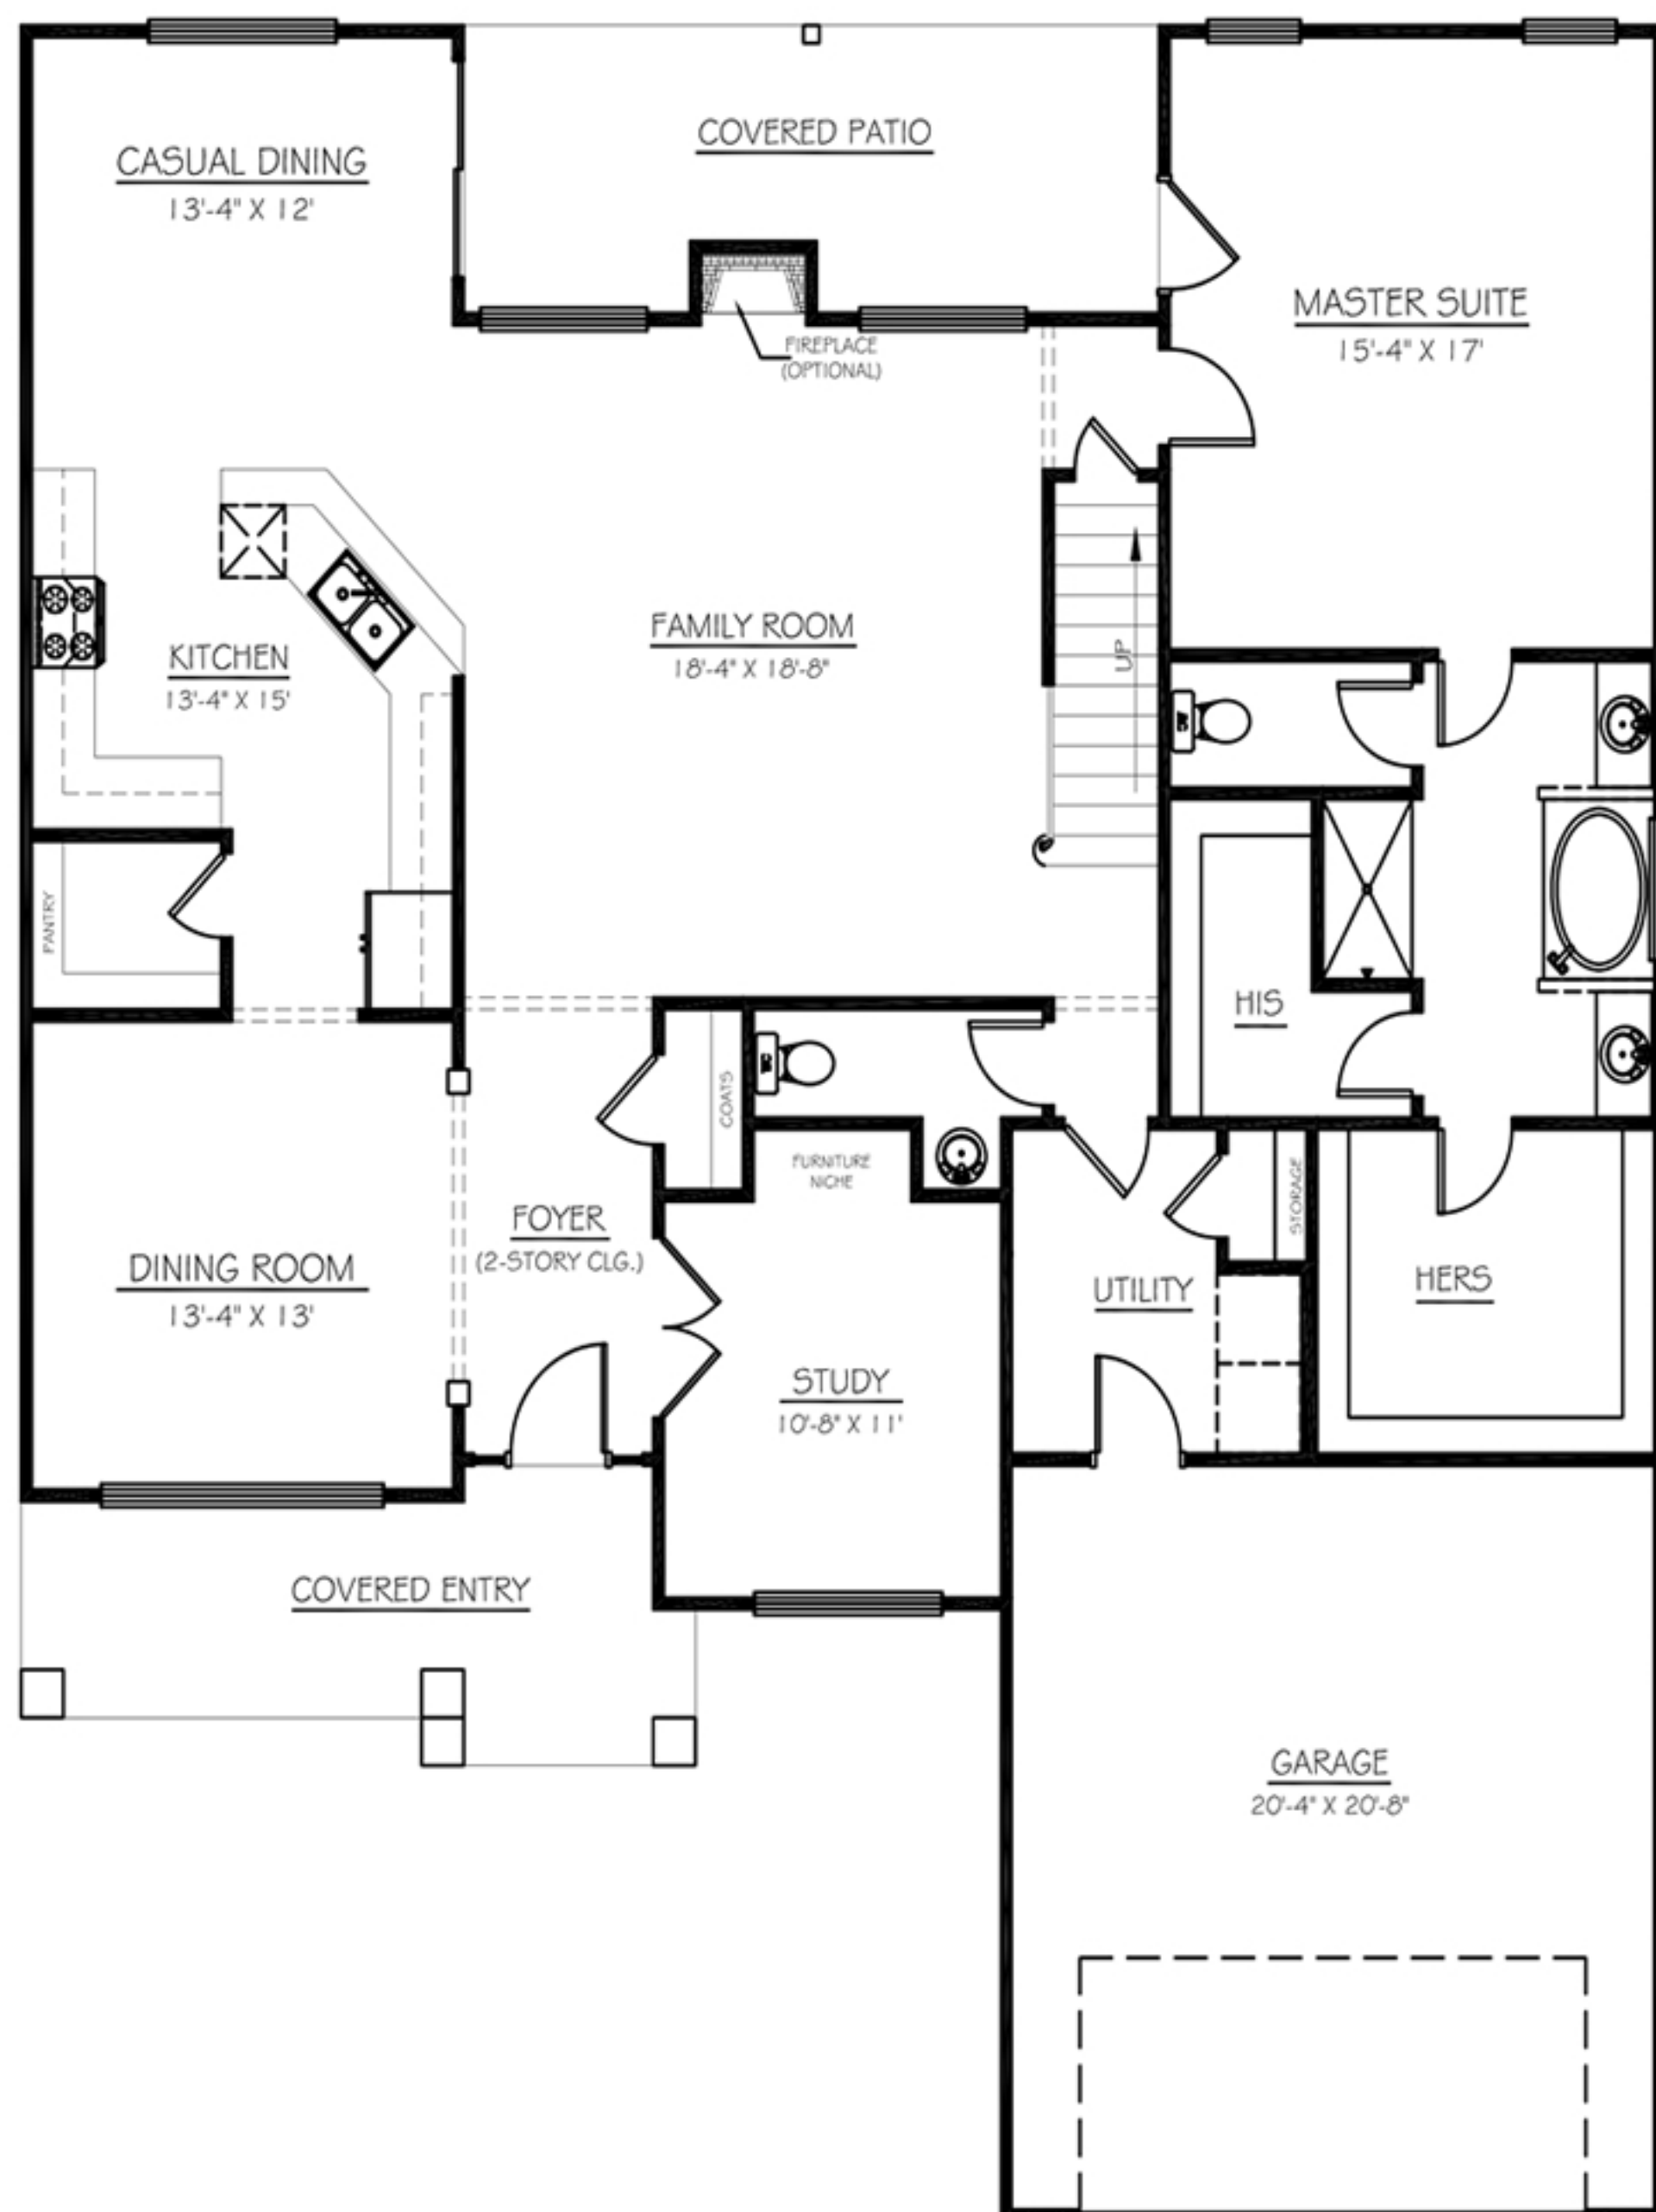 COVERED PATIO
CASUAL DINING
13'-4" X 12'
MASTER SUITE
15'-4" X 17'
FIREPLACE
(OPTIONAL)
FAMILY ROOM
18'-4" X 18'-8"
UP
KITCHEN
13'-4" X 15'
PANTRY
HIS
COATS
FURNITURE
NICHE
STORAGE
FOYER
(2-STORY CLG.)
DINING ROOM
13'-4" X 13'
UTILITY
HERS
STUDY
10'-8" X 11'
COVERED ENTRY
GARAGE
20'-4" X 20'-8"